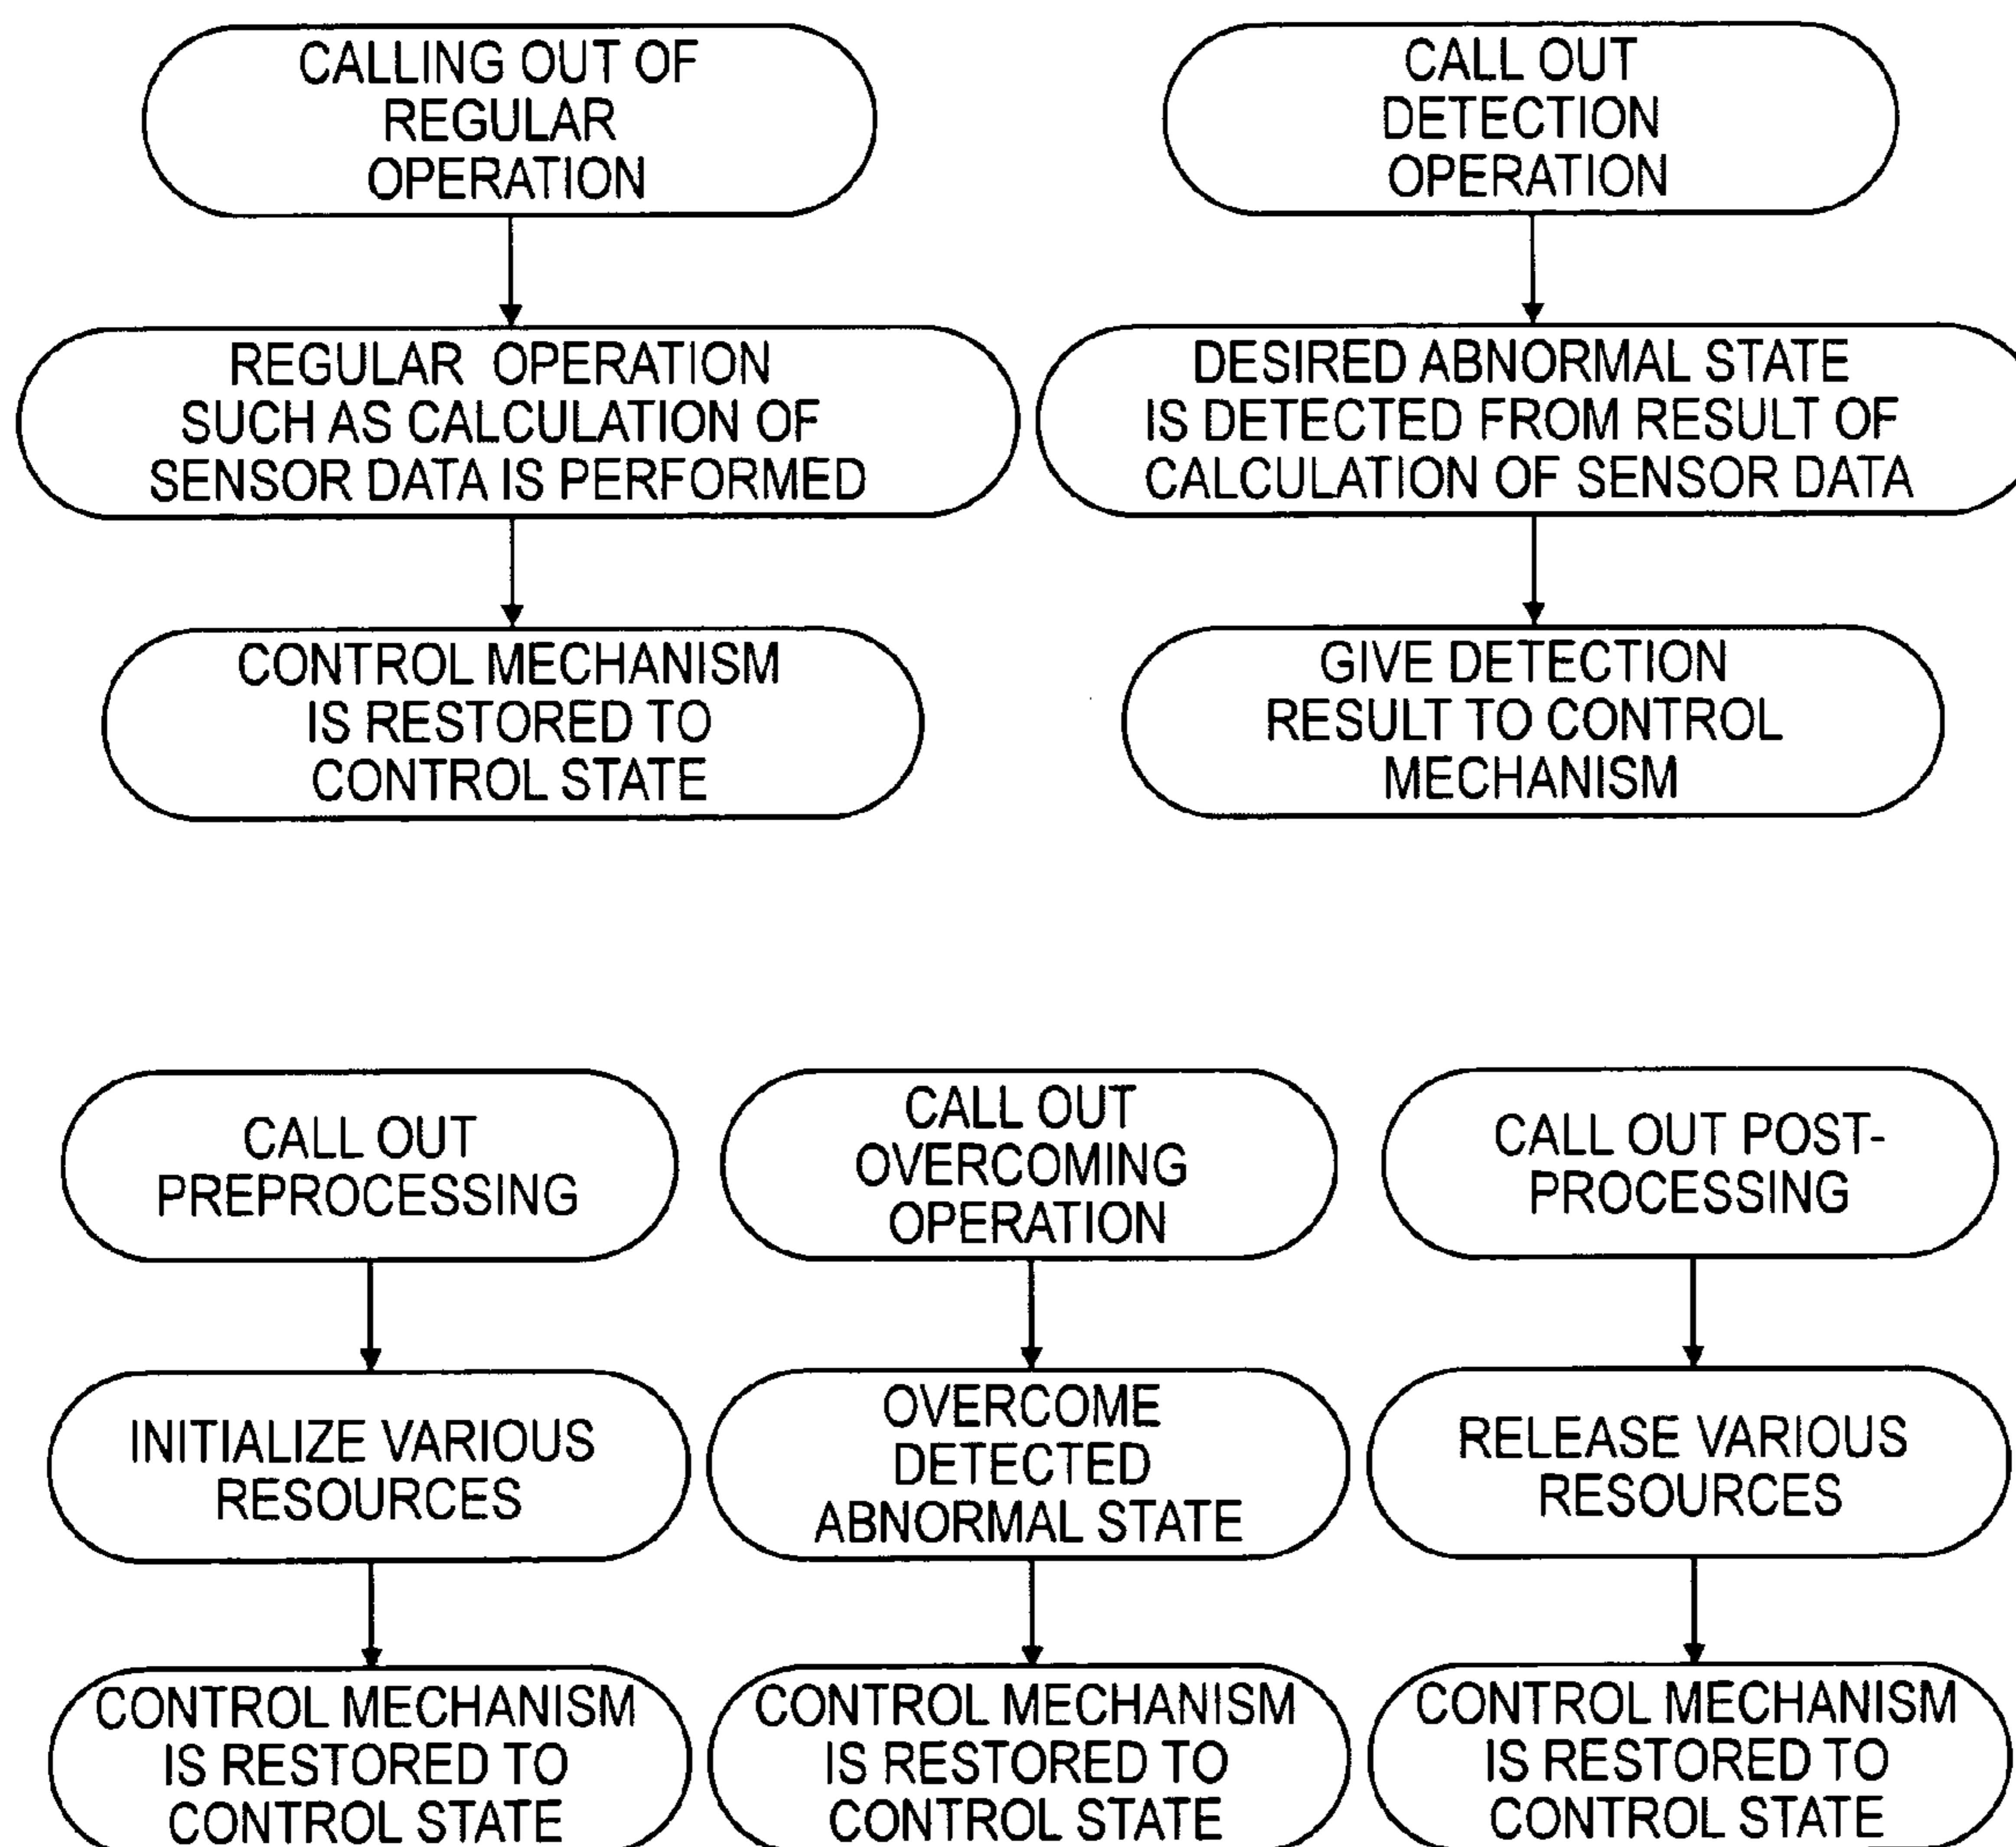 CALLING OUT OF
REGULAR
OPERATION
REGULAR OPERATION
SUCH AS CALCULATION OF
SENSOR DATA IS PERFORMED
CONTROL MECHANISM
IS RESTORED TO
CONTROL STATE
CALL OUT
DETECTION
OPERATION
DESIRED ABNORMAL STATE
IS DETECTED FROM RESULT OF
CALCULATION OF SENSOR DATA
GIVE DETECTION
RESULT TO CONTROL
MECHANISM
CALL OUT
PREPROCESSING
INITIALIZE VARIOUS
RESOURCES
CONTROL MECHANISM
IS RESTORED TO
CONTROL STATE
CALL OUT
OVERCOMING
OPERATION
OVERCOME
DETECTED
ABNORMAL STATE
CONTROL MECHANISM
IS RESTORED TO
CONTROL STATE
CALL OUT POST-
PROCESSING
RELEASE VARIOUS
RESOURCES
CONTROL MECHANISM
IS RESTORED TO
CONTROL STATE